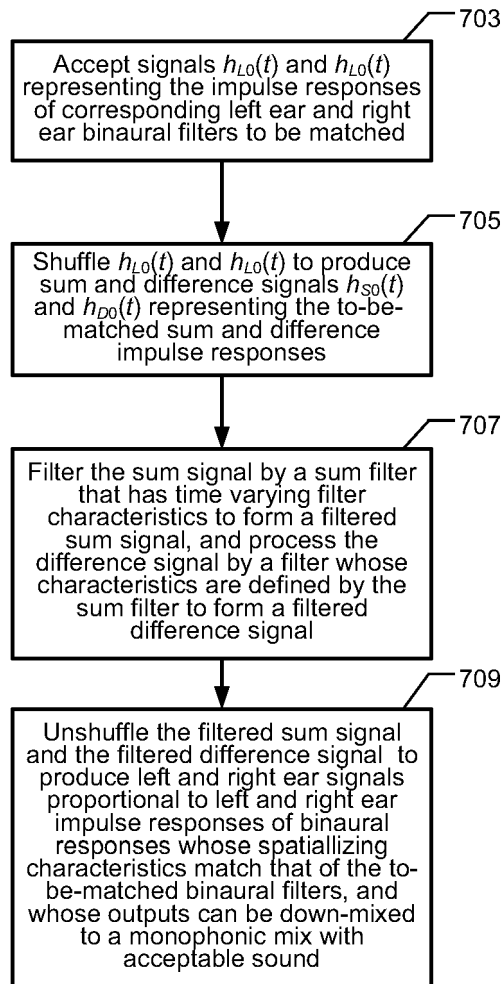 703
Accept signals hL0(t) and hL0(t)
representing the impulse responses
of corresponding left ear and right
ear binaural filters to be matched
705
Shuffle hL0(t) and hL0(t) to produce
sum and difference signals hS0(t)
and hD0(t) representing the to-be-
matched sum and difference
impulse responses
707
Filter the sum signal by a sum filter
that has time varying filter
characteristics to form a filtered
sum signal, and process the
difference signal by a filter whose
characteristics are defined by the
sum filter to form a filtered
difference signal
709
Unshuffle the filtered sum signal
and the filtered difference signal to
produce left and right ear signals
proportional to left and right ear
impulse responses of binaural
responses whose spatiallizing
characteristics match that of the to-
be-matched binaural filters, and
whose outputs can be down-mixed
to a monophonic mix with
acceptable sound